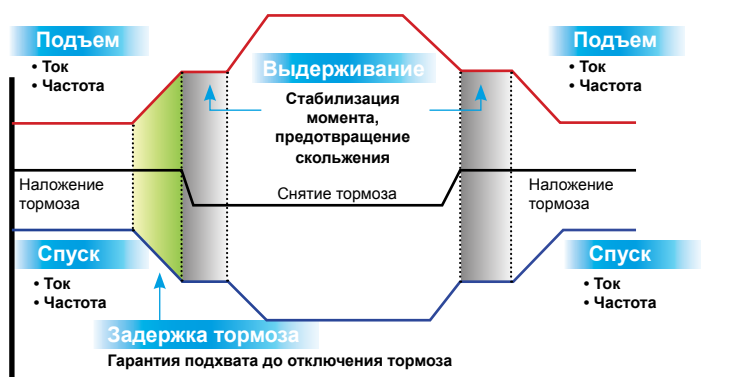 Подъем
• Ток
• Частота
Выдерживание
Стабилизация
момента,
предотвращение
скольжения
Подъем
• Ток
• Частота
Наложение
тормоза
Снятие тормоза
Наложение
тормоза
Спуск
• Ток
• Частота
Спуск
• Ток
• Частота
Задержка тормоза
Гарантия подхвата до отключения тормоза